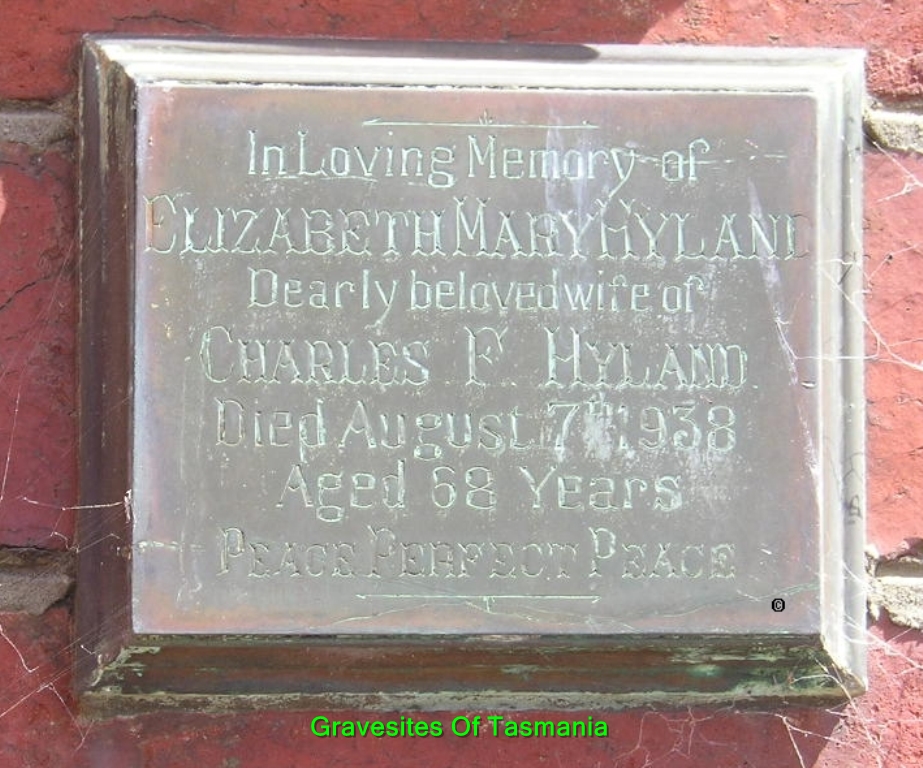 In Loving Memory of
ELIZABETH MARY HYLAND
Dearly beloved wife of
CHARLES F. HYLAND.
Died August 7th 1938
Aged 68 Years
PEACE PERFECT PEACE
©
Gravesites Of Tasmania